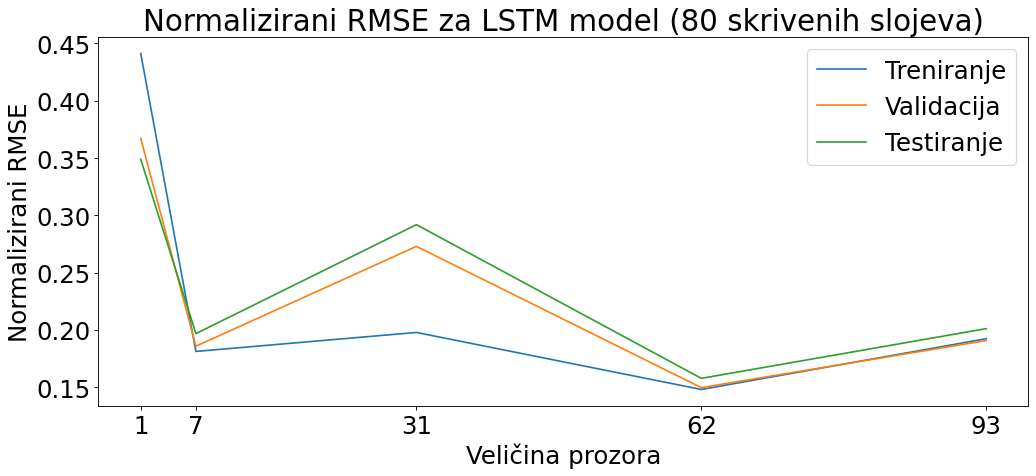 Normalizirani RMSE za LSTM model (80 skrivenih slojeva)
Normalizirani RMSE
0.45
0.40
0.35
0.30
0.25
0.20
0.15
Treniranje
Validacija
Testiranje
1 7 31 62 93
Veličina prozora